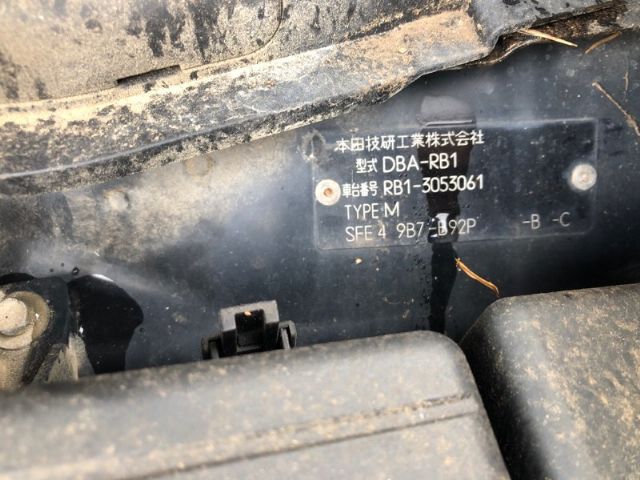 本田技研工業株式会社
型式 DBA-RB1
車台番号 RB1-3053061
TYPE M
SFE 4 9B7 -B92P -B -C